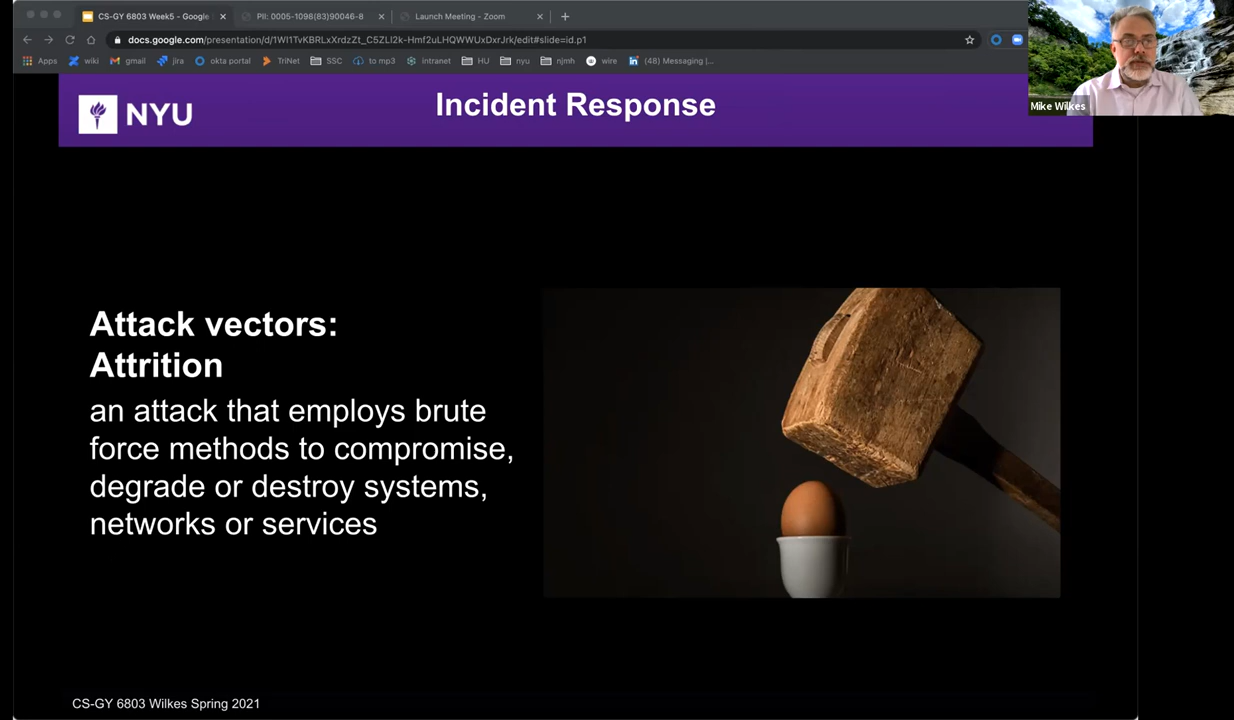 CS-GY 6803 Week5 - Google
PII: 0005-1098(83)90046-8
Launch Meeting - Zoom
docs.google.com/presentation/d/1WI1TvKBRLxXrdzZt_C5ZLI2k-Hmf2uLHQWWUxDxrJrk/edit#slide=id.p1
Apps wiki gmail jira okta portal TriNet SSC to mp3 intranet HU nyu njmh wire (48) Messaging |...
Mike Wilkes
NYU
Incident Response
Attack vectors:
Attrition
an attack that employs brute
force methods to compromise,
degrade or destroy systems,
networks or services
CS-GY 6803 Wilkes Spring 2021